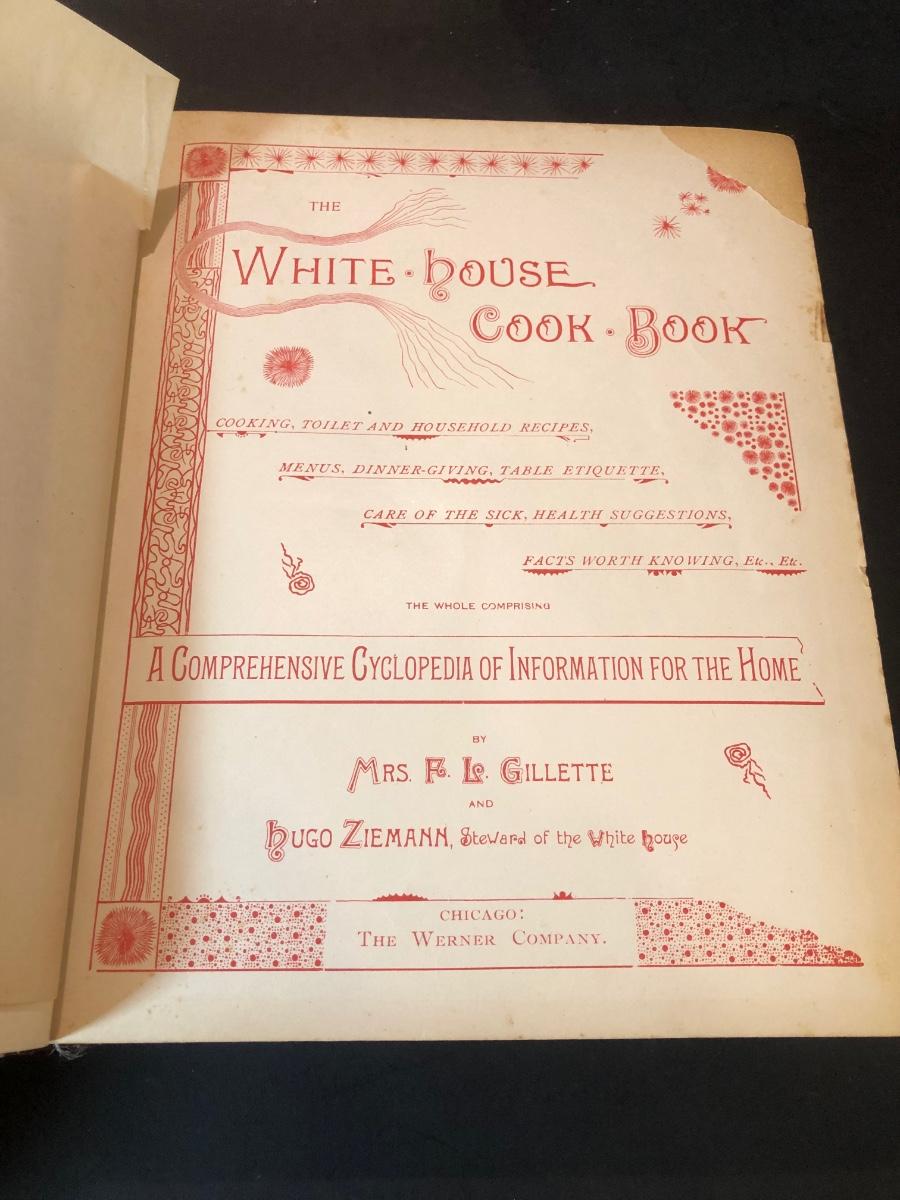 THE
WHITE · HOUSE
COOK · BOOK
COOKING, TOILET AND HOUSEHOLD RECIPES,
MENUS, DINNER-GIVING, TABLE ETIQUETTE,
CARE OF THE SICK, HEALTH SUGGESTIONS,
FACTS WORTH KNOWING, Etc., Etc.
THE WHOLE COMPRISING
A COMPREHENSIVE CYCLOPEDIA OF INFORMATION FOR THE HOME
BY
MRS. F. L. GILLETTE
AND
HUGO ZIEMANN, Steward of the White House
CHICAGO:
THE WERNER COMPANY.